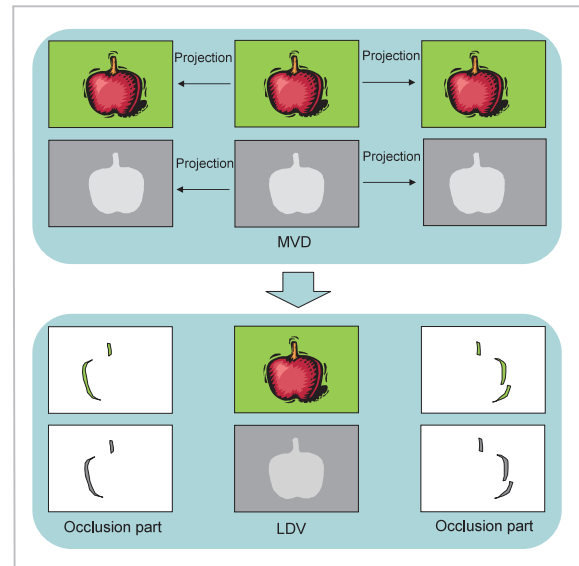 Projection
Projection
Projection
Projection
MVD
Occlusion part
LDV
Occlusion part